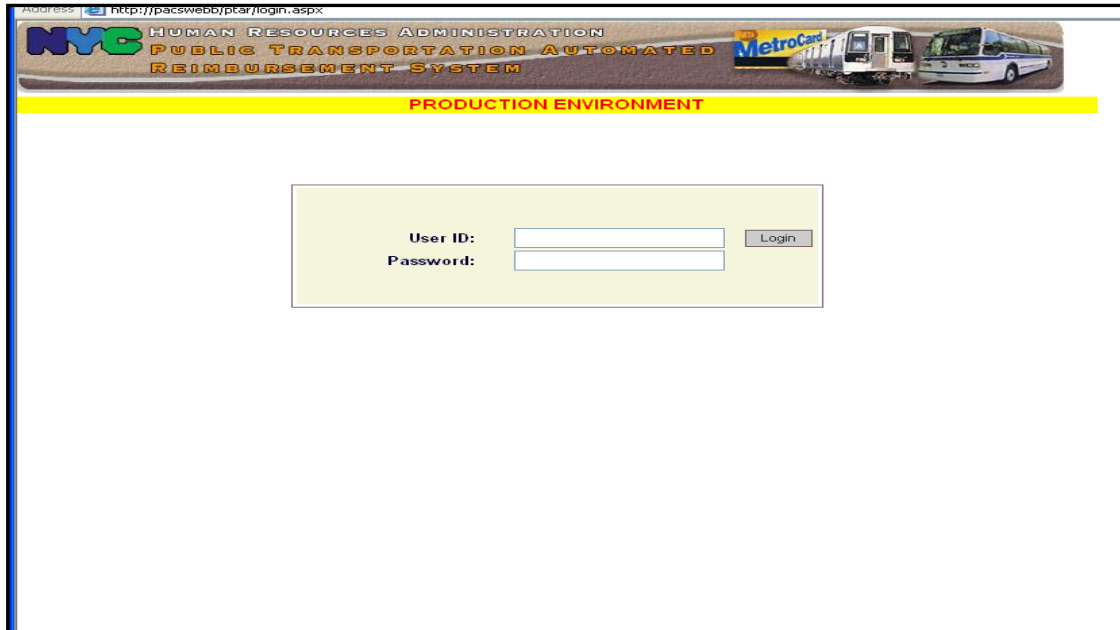 Address http://pacswebb/ptar/login.aspx
NYC HUMAN RESOURCES ADMINISTRATION
PUBLIC TRANSPORTATION AUTOMATED
REIMBURSEMENT SYSTEM
MTA MetroCard
PRODUCTION ENVIRONMENT
User ID:
Login
Password: